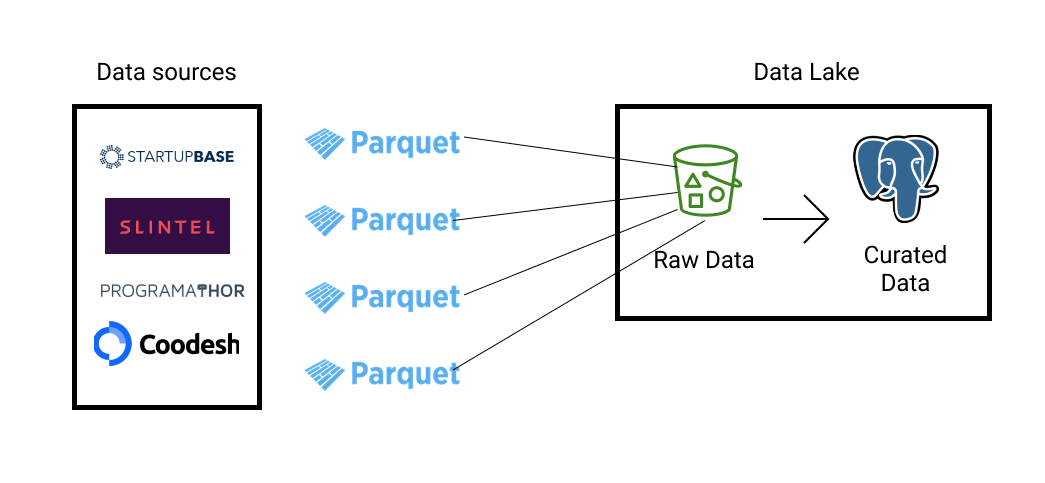 Data sources
Data Lake
STARTUPBASE
SLINTEL
PROGRAMATHOR
Coodesh
Parquet
Parquet
Parquet
Parquet
Raw Data
Curated
Data